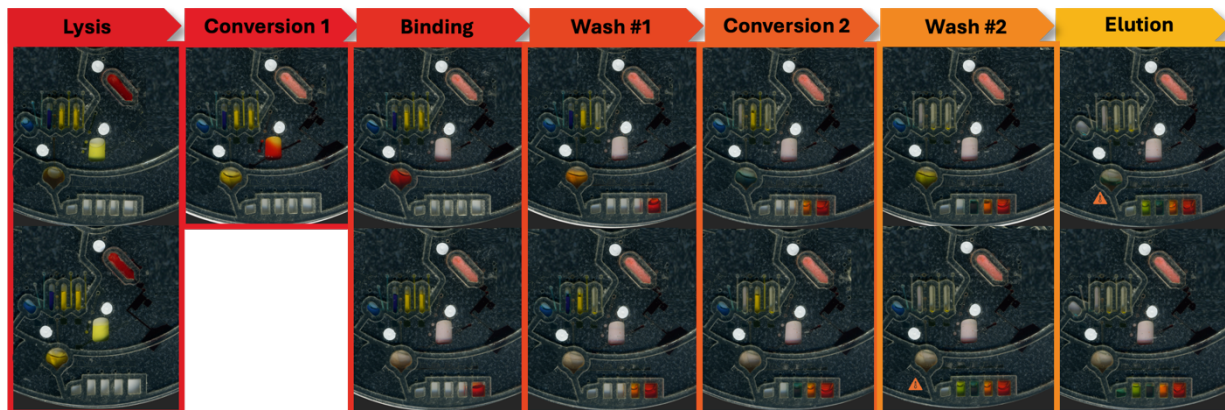 Lysis
Conversion 1
Binding
Wash #1
Conversion 2
Wash #2
Elution